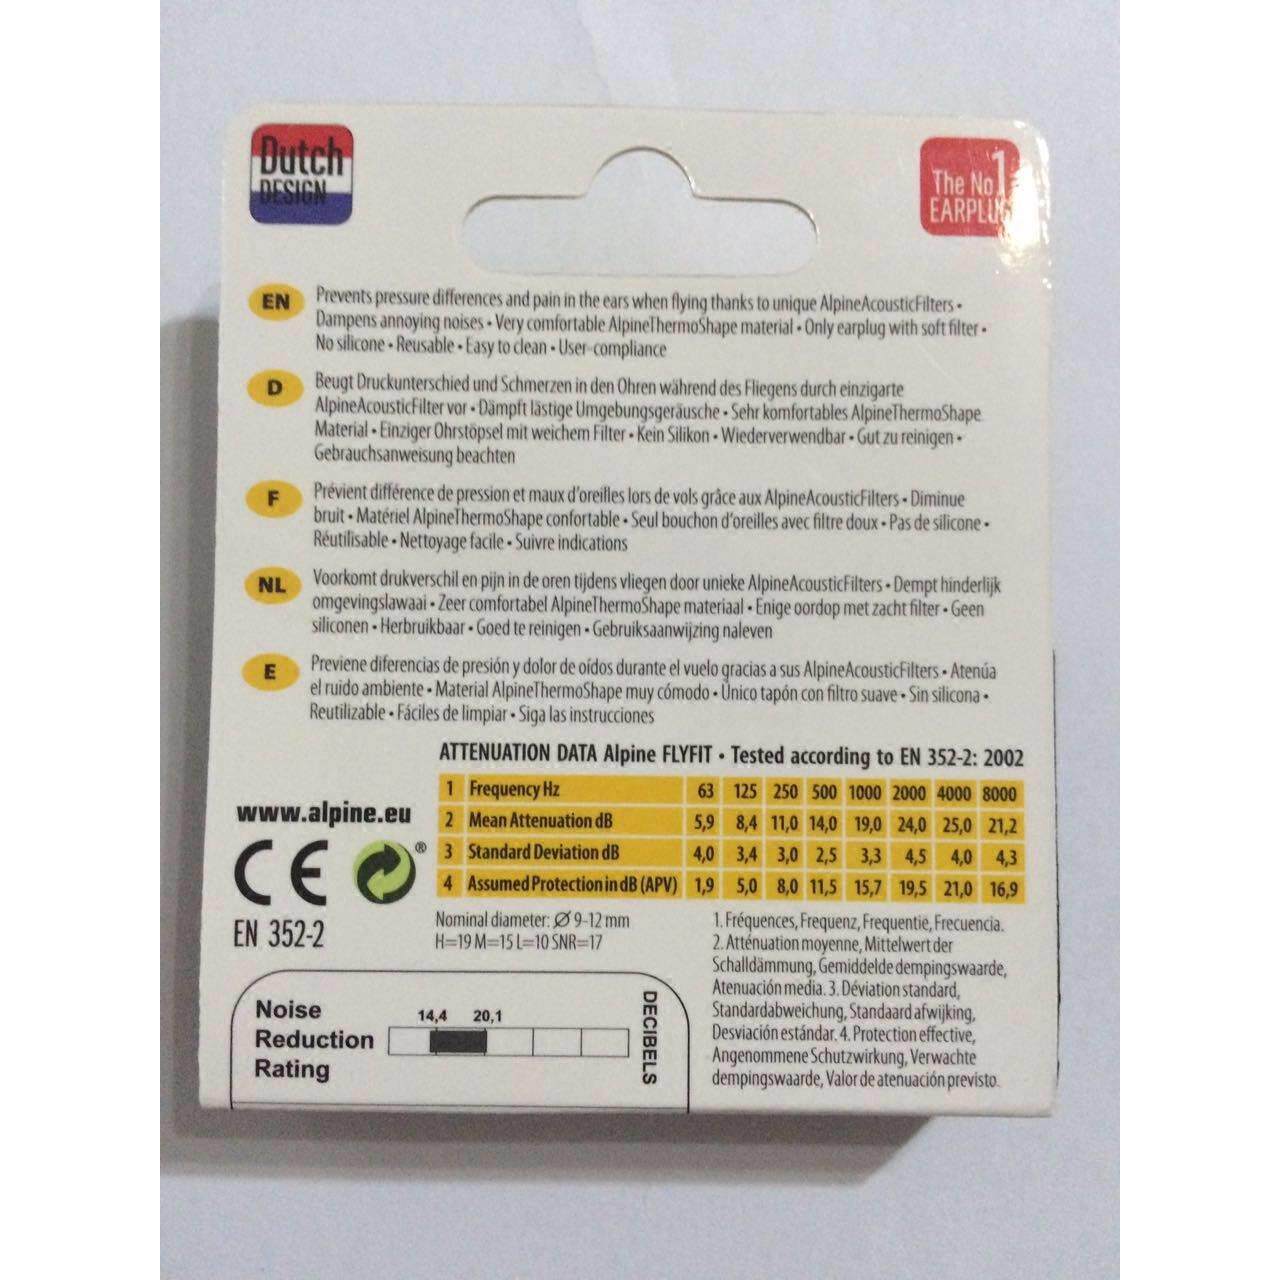 Dutch
DESIGN
The No 1
EARPLUG
EN
Prevents pressure differences and pain in the ears when flying thanks to unique AlpineAcousticFilters •
Dampens annoying noises • Very comfortable AlpineThermoShape material • Only earplug with soft filter •
No silicone • Reusable • Easy to clean • User-compliance
D
Beugt Druckunterschied und Schmerzen in den Ohren während des Fliegens durch einzigarte
AlpineAcousticFilter vor • Dämpft lästige Umgebungsgeräusche • Sehr komfortables AlpineThermoShape
Material • Einziger Ohrstöpsel mit weichem Filter • Kein Silikon • Wiederverwendbar • Gut zu reinigen •
Gebrauchsanweisung beachten
F
Prévient différence de pression et maux d'oreilles lors de vols grâce aux AlpineAcousticFilters • Diminue
bruit • Matériel AlpineThermoShape confortable • Seul bouchon d'oreilles avec filtre doux • Pas de silicone •
Réutilisable • Nettoyage facile • Suivre indications
NL
Voorkomt drukverschil en pijn in de oren tijdens vliegen door unieke AlpineAcousticFilters • Dempt hinderlijk
omgevingslawaai • Zeer comfortabel AlpineThermoShape materiaal • Enige oordop met zacht filter • Geen
siliconen • Herbruikbaar • Goed te reinigen • Gebruiksaanwijzing naleven
E
Previene diferencias de presión y dolor de oídos durante el vuelo gracias a sus AlpineAcousticFilters • Atenúa
el ruido ambiente • Material AlpineThermoShape muy cómodo • Único tapón con filtro suave • Sin silicona •
Reutilizable • Fáciles de limpiar • Siga las instrucciones
ATTENUATION DATA Alpine FLYFIT • Tested according to EN 352-2: 2002
1 Frequency Hz 63 125 250 500 1000 2000 4000 8000
2 Mean Attenuation dB 5,9 8,4 11,0 14,0 19,0 24,0 25,0 21,2
3 Standard Deviation dB 4,0 3,4 3,0 2,5 3,3 4,5 4,0 4,3
4 Assumed Protection in dB (APV) 1,9 5,0 8,0 11,5 15,7 19,5 21,0 16,9
www.alpine.eu
CE
®
EN 352-2
Nominal diameter: Ø 9-12 mm
H=19 M=15 L=10 SNR=17
1. Fréquences, Frequenz, Frequentie, Frecuencia.
2. Atténuation moyenne, Mittelwert der
Schalldämmung, Gemiddelde dempingswaarde,
Atenuación media. 3. Déviation standard,
Standardabweichung, Standaard afwijking,
Desviación estándar. 4. Protection effective,
Angenommene Schutzwirkung, Verwachte
dempingswaarde, Valor de atenuación previsto.
Noise
Reduction
Rating
14,4 20,1
DECIBELS